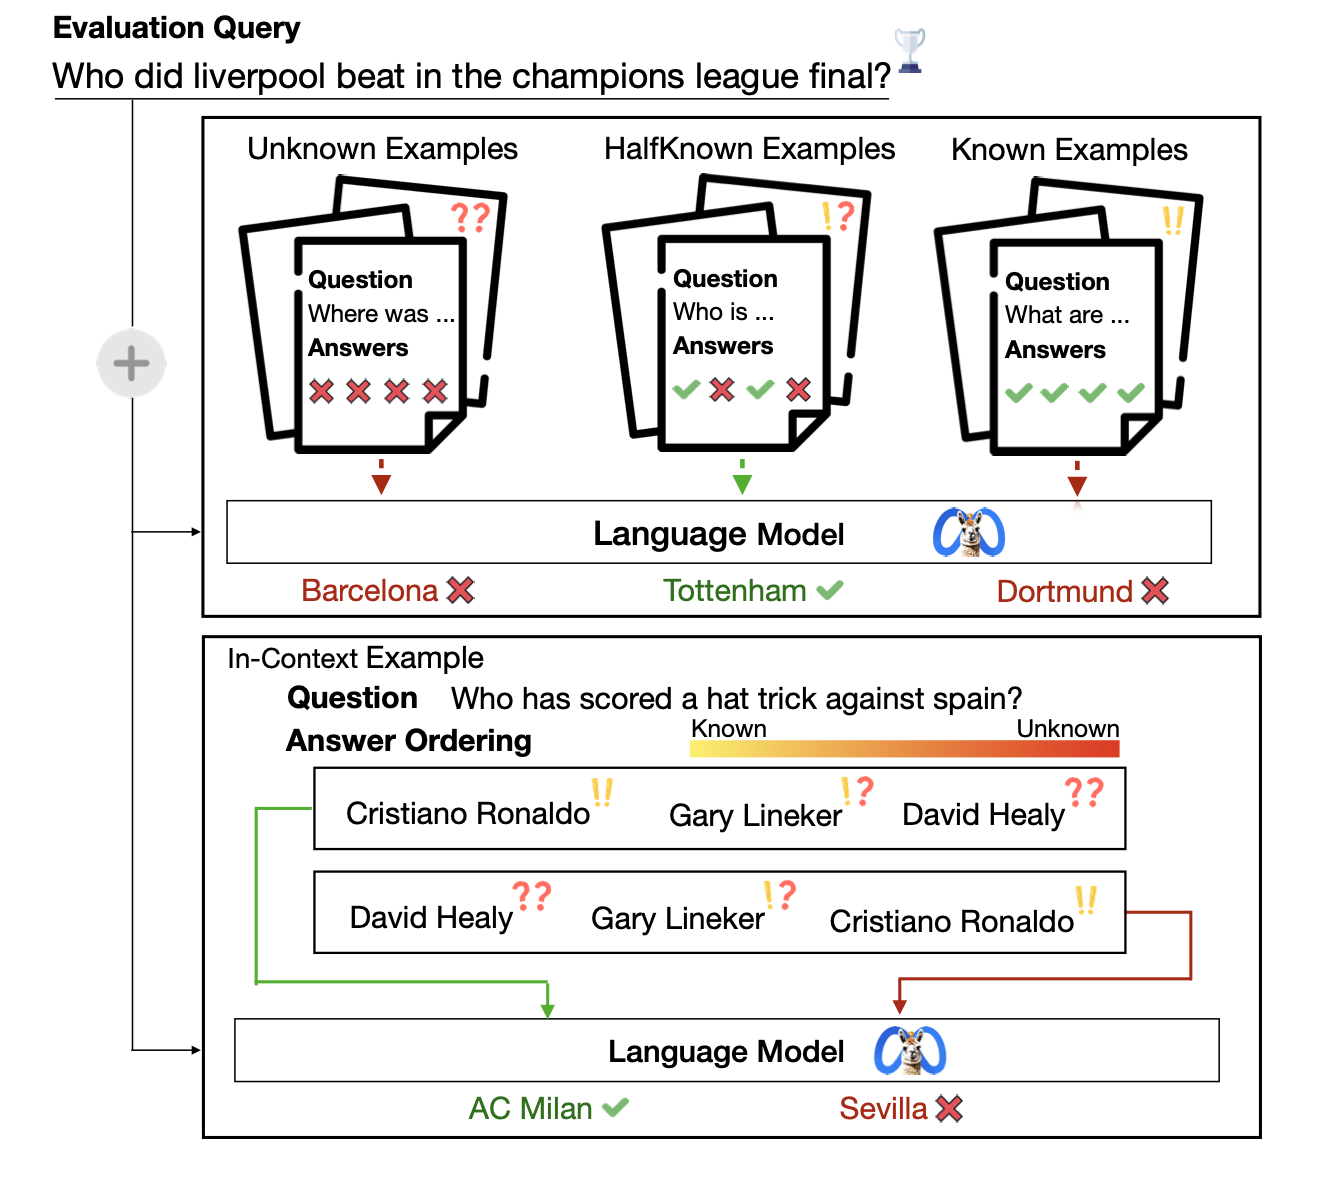 Evaluation Query
Who did liverpool beat in the champions league final?
Unknown Examples
HalfKnown Examples
Known Examples
??
!?
!!
Question
Where was ...
Answers
Question
Who is ...
Answers
Question
What are ...
Answers
Language Model
Barcelona
Tottenham
Dortmund
In-Context Example
Question Who has scored a hat trick against spain?
Answer Ordering
Known
Unknown
Cristiano Ronaldo!! Gary Lineker!? David Healy??
David Healy?? Gary Lineker!? Cristiano Ronaldo!!
Language Model
AC Milan
Sevilla